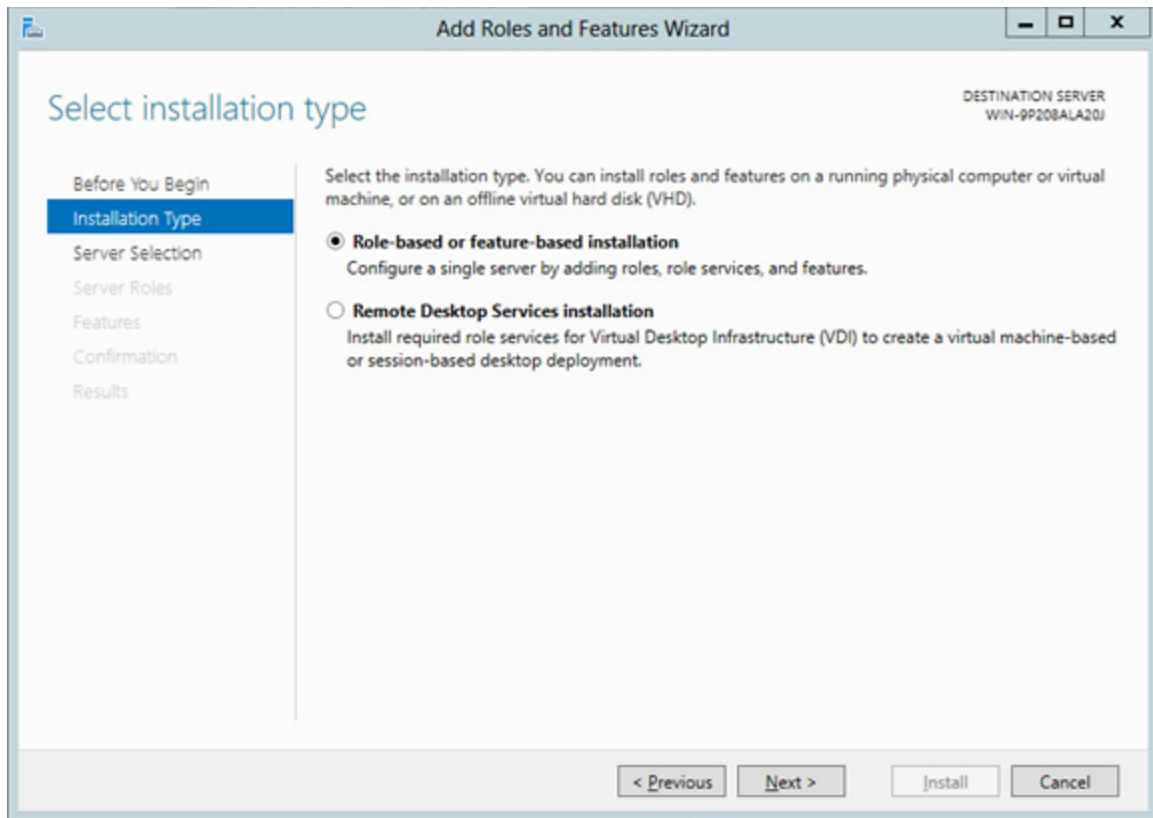 Add Roles and Features Wizard
Select installation type
DESTINATION SERVER
WIN-9P208ALA20J
Before You Begin
Installation Type
Server Selection
Server Roles
Features
Confirmation
Results
Select the installation type. You can install roles and features on a running physical computer or virtual
machine, or on an offline virtual hard disk (VHD).
Role-based or feature-based installation
Configure a single server by adding roles, role services, and features.
Remote Desktop Services installation
Install required role services for Virtual Desktop Infrastructure (VDI) to create a virtual machine-based
or session-based desktop deployment.
< Previous
Next >
Install
Cancel